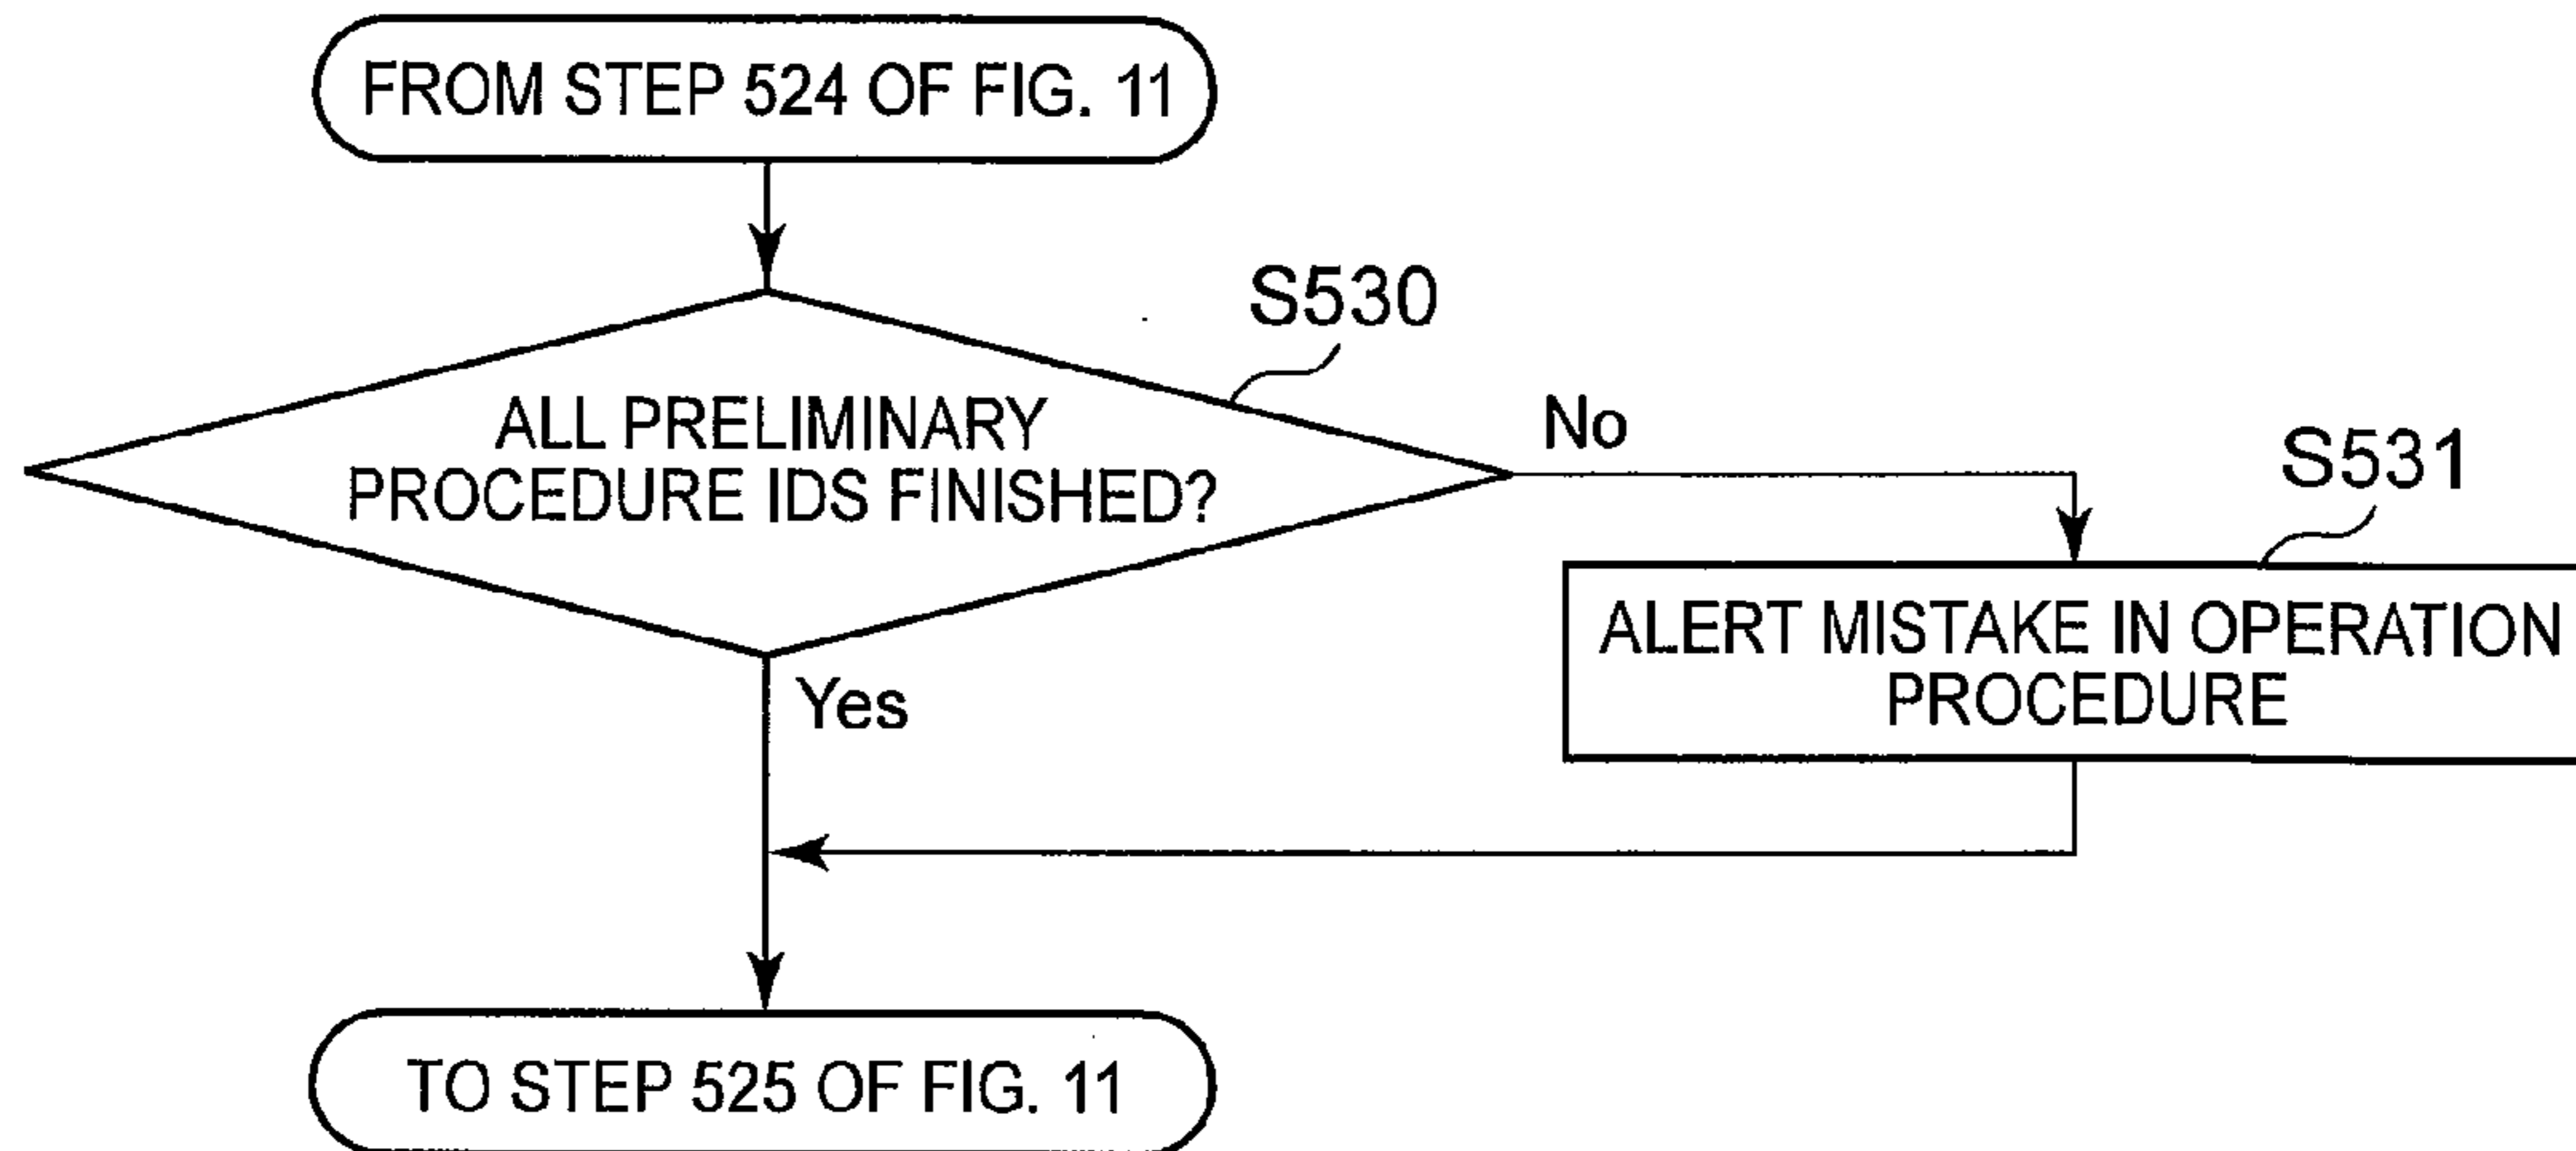 FROM STEP 524 OF FIG. 11
S530
ALL PRELIMINARY
PROCEDURE IDS FINISHED?
No
S531
ALERT MISTAKE IN OPERATION
PROCEDURE
Yes
TO STEP 525 OF FIG. 11